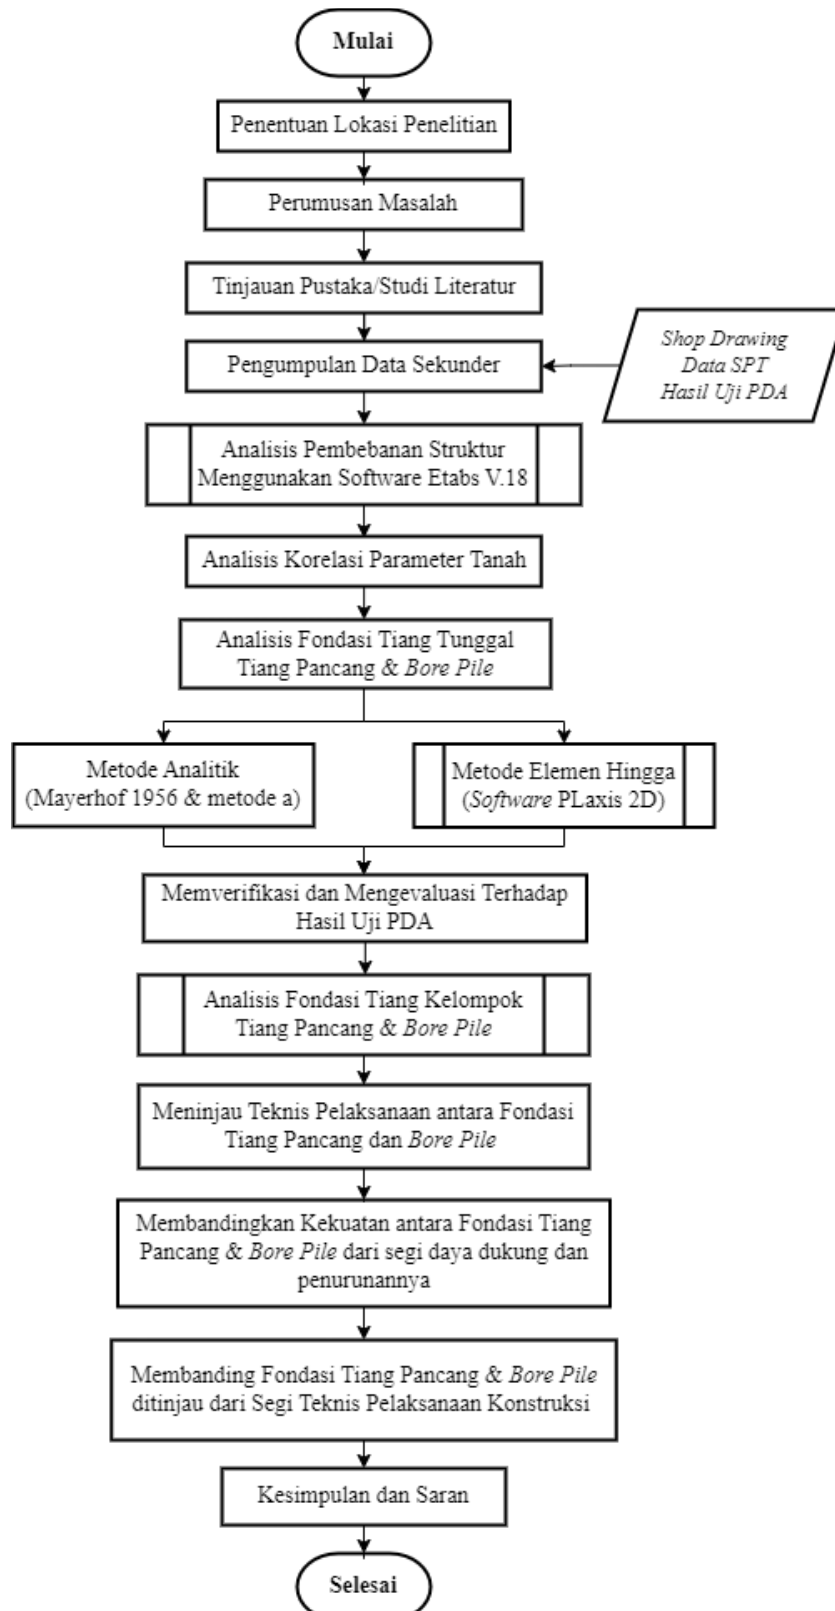 Mulai
Penentuan Lokasi Penelitian
Perumusan Masalah
Tinjauan Pustaka/Studi Literatur
Shop Drawing
Data SPT
Hasil Uji PDA
Pengumpulan Data Sekunder
Analisis Pembebanan Struktur
Menggunakan Software Etabs V.18
Analisis Korelasi Parameter Tanah
Analisis Fondasi Tiang Tunggal
Tiang Pancang & Bore Pile
Metode Analitik
(Mayerhof 1956 & metode a)
Metode Elemen Hingga
(Software PLaxis 2D)
Memverifikasi dan Mengevaluasi Terhadap
Hasil Uji PDA
Analisis Fondasi Tiang Kelompok
Tiang Pancang & Bore Pile
Meninjau Teknis Pelaksanaan antara Fondasi
Tiang Pancang dan Bore Pile
Membandingkan Kekuatan antara Fondasi Tiang
Pancang & Bore Pile dari segi daya dukung dan
penurunannya
Membanding Fondasi Tiang Pancang & Bore Pile
ditinjau dari Segi Teknis Pelaksanaan Konstruksi
Kesimpulan dan Saran
Selesai